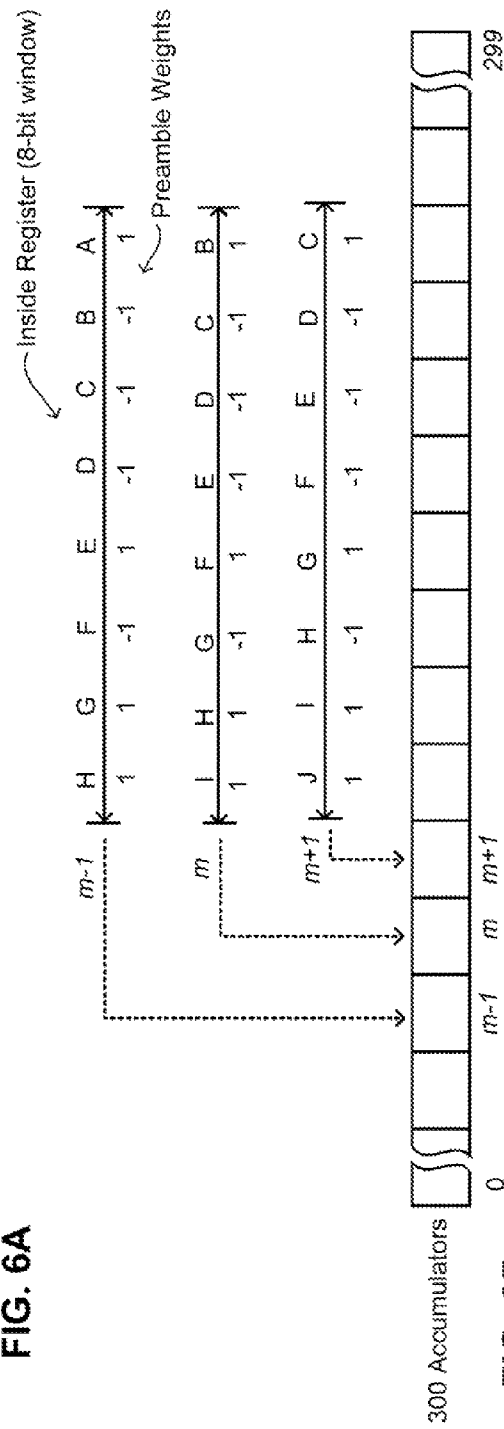 FIG. 6A
Inside Register (8-bit window)
m-1
H G F E D C B A
1 1 -1 1 -1 -1 -1 1
Preamble Weights
m
I H G F E D C B
1 1 -1 1 -1 -1 -1 1
m+1
J I H G F E D C
1 1 -1 1 -1 -1 -1 1
300 Accumulators
0 m-1 m m+1 299